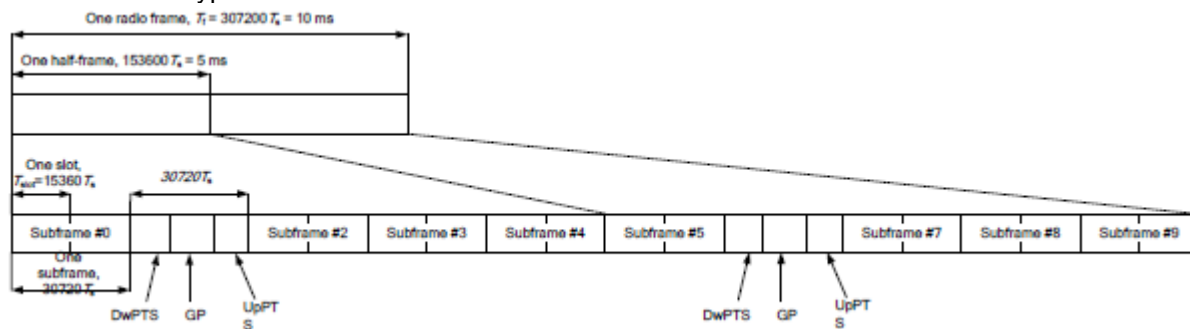 One radio frame, Tf = 307200 Ts = 10 ms
One half-frame, 153600 Ts = 5 ms
One slot,
Tslot=15360 Ts
30720Ts
Subframe #0
Subframe #2
Subframe #3
Subframe #4
Subframe #5
Subframe #7
Subframe #8
Subframe #9
One
subframe,
30720 Ts
DwPTS
GP
UpPT
S
DwPTS
GP
UpPT
S